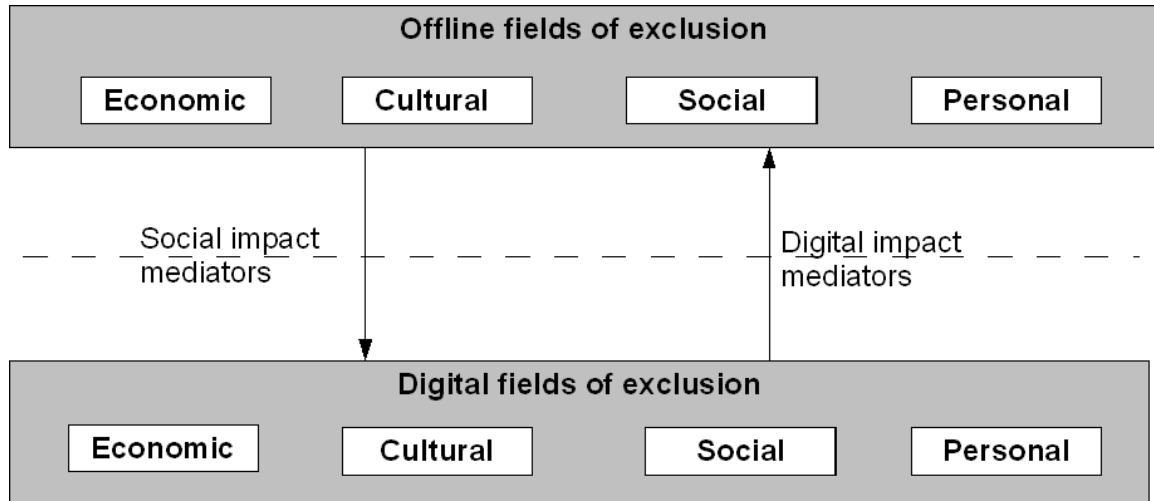 Offline fields of exclusion
Economic
Cultural
Social
Personal
Social impact
mediators
Digital impact
mediators
Digital fields of exclusion
Economic
Cultural
Social
Personal